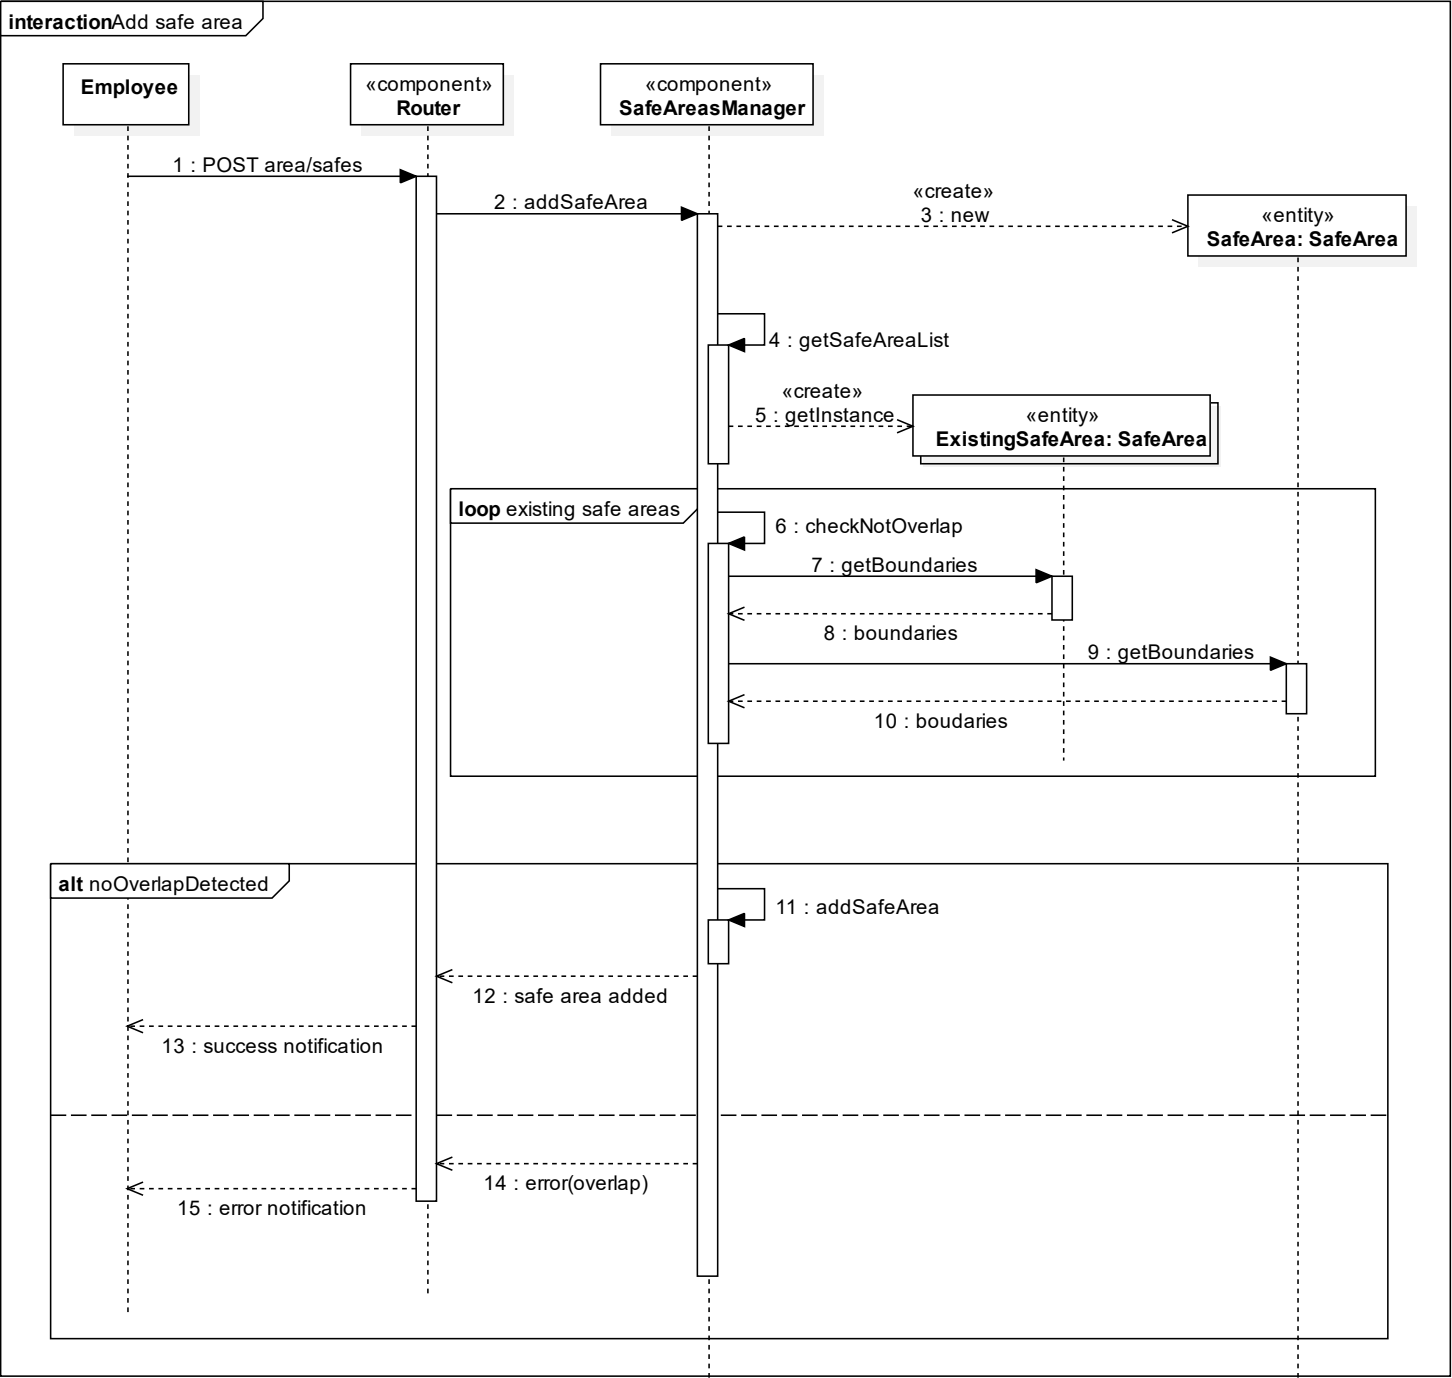 interactionAdd safe area
Employee
«component»
Router
«component»
SafeAreasManager
1 : POST area/safes
2 : addSafeArea
«create»
3 : new
«entity»
SafeArea: SafeArea
4 : getSafeAreaList
«create»
5 : getInstance
«entity»
ExistingSafeArea: SafeArea
loop existing safe areas
6 : checkNotOverlap
7 : getBoundaries
8 : boundaries
9 : getBoundaries
10 : boudaries
alt noOverlapDetected
11 : addSafeArea
12 : safe area added
13 : success notification
14 : error(overlap)
15 : error notification